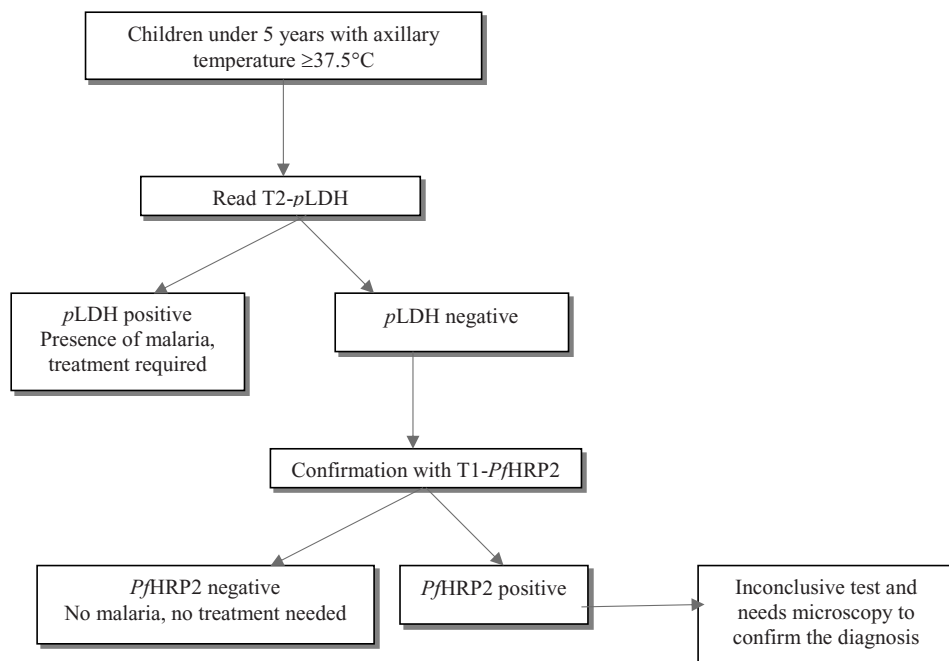 Children under 5 years with axillary
temperature ≥37.5°C
Read T2-pLDH
pLDH positive
Presence of malaria,
treatment required
pLDH negative
Confirmation with T1-PfHRP2
PfHRP2 negative
No malaria, no treatment needed
PfHRP2 positive
Inconclusive test and
needs microscopy to
confirm the diagnosis